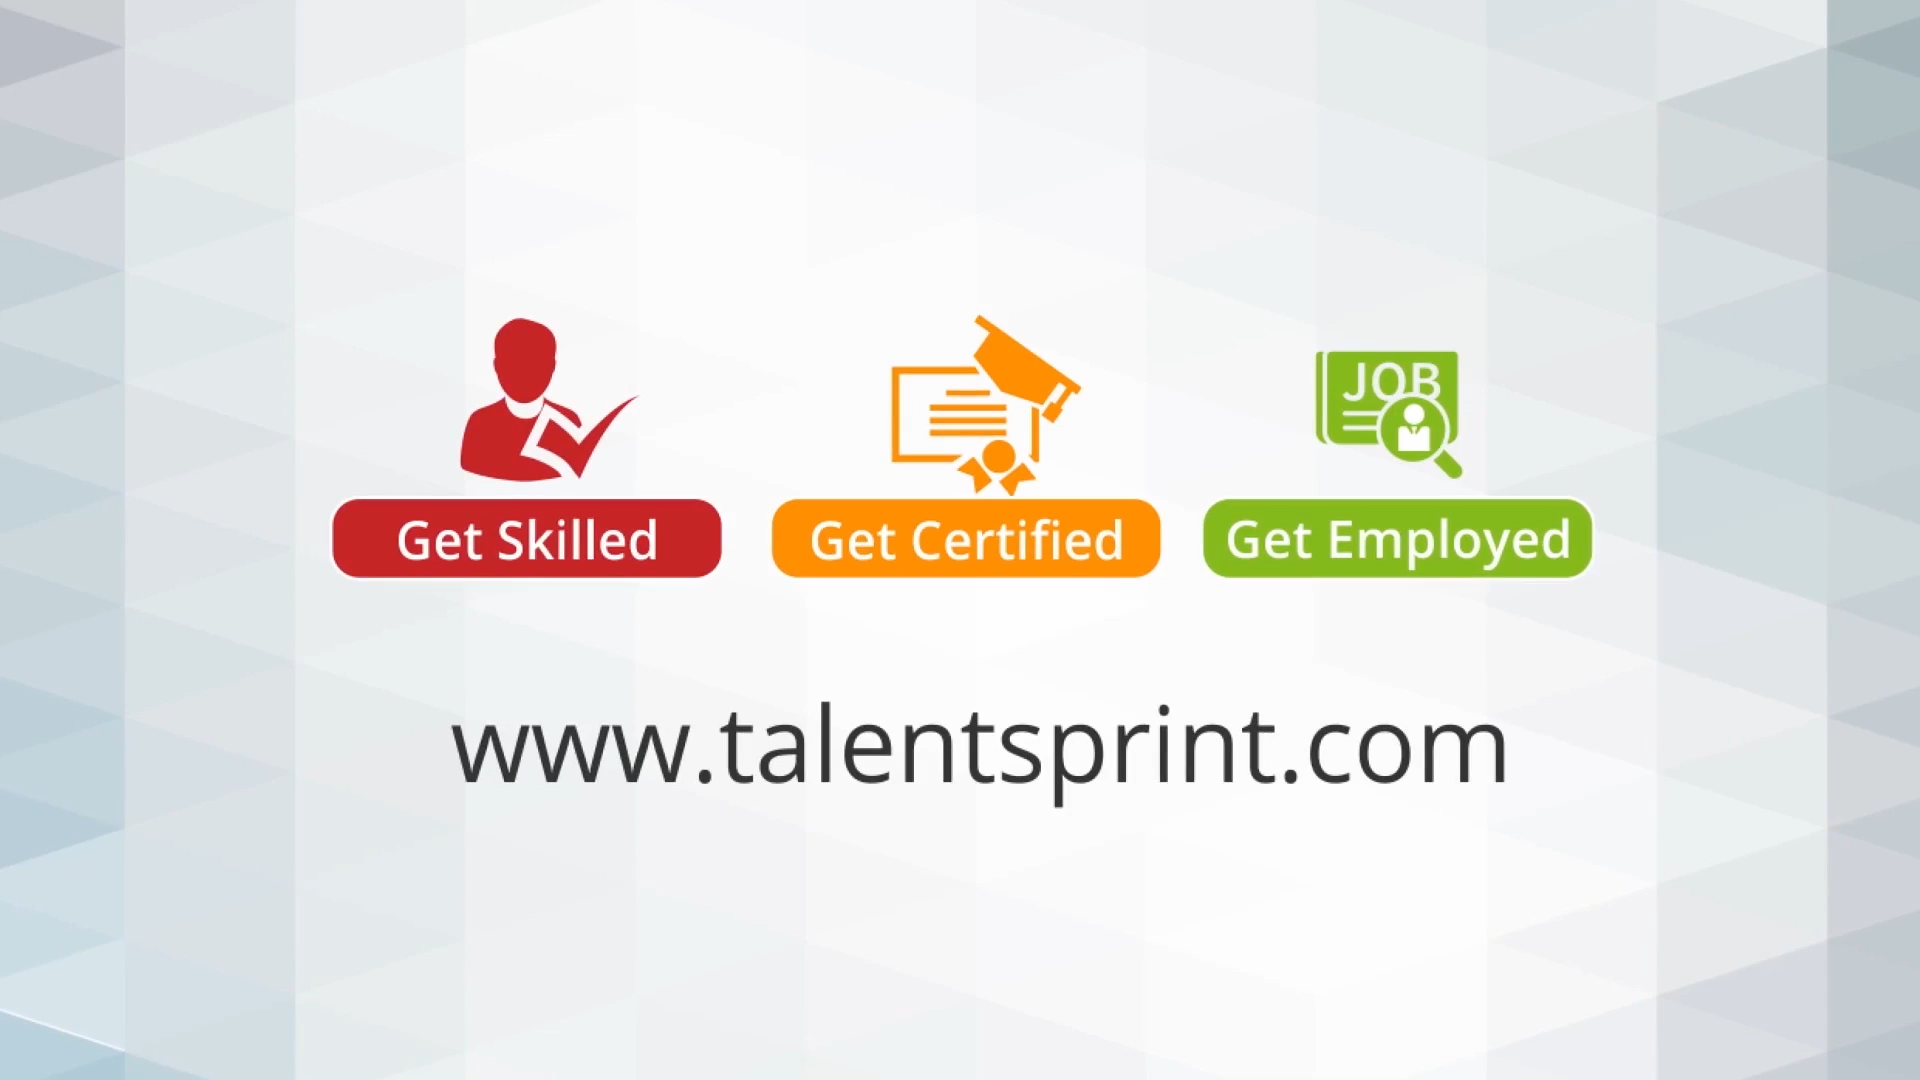 JOB
Get Skilled
Get Certified
Get Employed
www.talentsprint.com